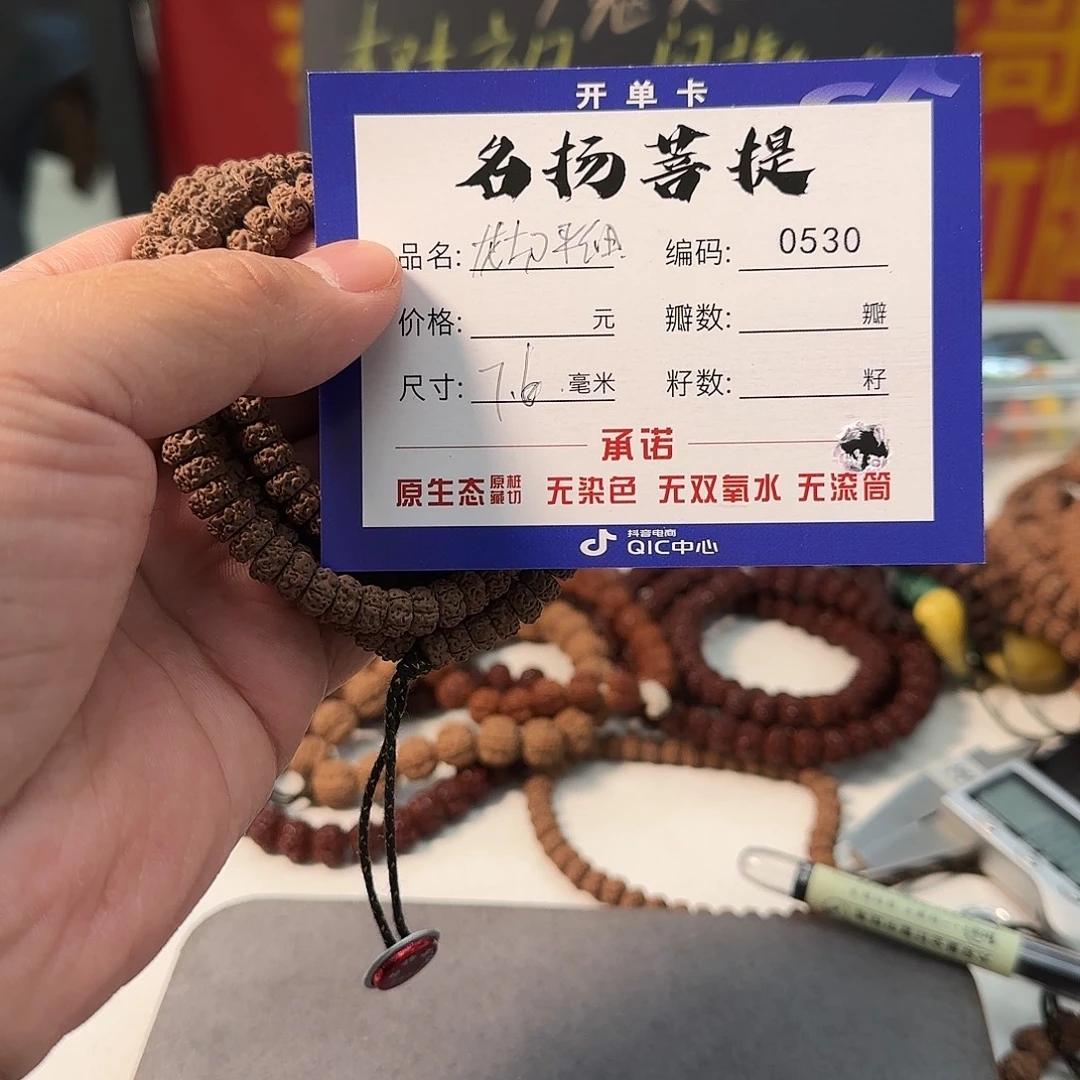 开单卡
名扬菩提
品名: 编码: 0530
价格: 元 瓣数: 瓣
尺寸: 7.6 毫米 籽数: 籽
承诺
原生态 原桩藏切 无染色 无双氧水 无滚筒
抖音电商
QIC中心